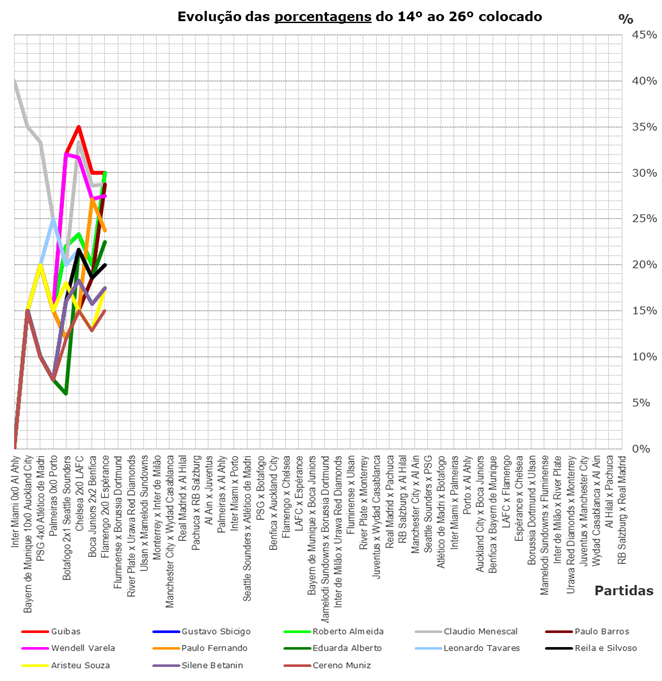 Evolução das porcentagens do 14º ao 26º colocado
%
45%
40%
35%
30%
25%
20%
15%
10%
5%
0%
Inter Miami 0x0 Al Ahly
Bayern de Munique 10x0 Auckland City
PSG 4x0 Atlético de Madri
Palmeiras 0x0 Porto
Botafogo 2x1 Seattle Sounders
Chelsea 2x0 LAFC
Boca Juniors 2x2 Benfica
Flamengo 2x0 Espérance
Fluminense x Borussia Dortmund
River Plate x Urawa Red Diamonds
Ulsan x Mamelodi Sundowns
Monterrey x Inter de Milão
Manchester City x Wydad Casablanca
Real Madrid x Al Hilal
Pachuca x RB Salzburg
Al Ain x Juventus
Palmeiras x Al Ahly
Inter Miami x Porto
Seattle Sounders x Atlético de Madri
PSG x Botafogo
Benfica x Auckland City
Flamengo x Chelsea
LAFC x Espérance
Bayern de Munique x Boca Juniors
Mamelodi Sundowns x Borussia Dortmund
Inter de Milão x Urawa Red Diamonds
Fluminense x Ulsan
River Plate x Monterrey
Juventus x Wydad Casablanca
Real Madrid x Pachuca
RB Salzburg x Al Hilal
Manchester City x Al Ain
Seattle Sounders x PSG
Atlético de Madri x Botafogo
Inter Miami x Palmeiras
Porto x Al Ahly
Auckland City x Boca Juniors
Benfica x Bayern de Munique
LAFC x Flamengo
Espérance x Chelsea
Borussia Dortmund x Ulsan
Mamelodi Sundowns x Fluminense
Inter de Milão x River Plate
Urawa Red Diamonds x Monterrey
Juventus x Manchester City
Wydad Casablanca x Al Ain
Al Hilal x Pachuca
RB Salzburg x Real Madrid
Partidas
Guibas
Gustavo Sbicigo
Roberto Almeida
Claudio Menescal
Paulo Barros
Wendell Varela
Paulo Fernando
Eduarda Alberto
Leonardo Tavares
Reila e Silvoso
Aristeu Souza
Silene Betanin
Cereno Muniz